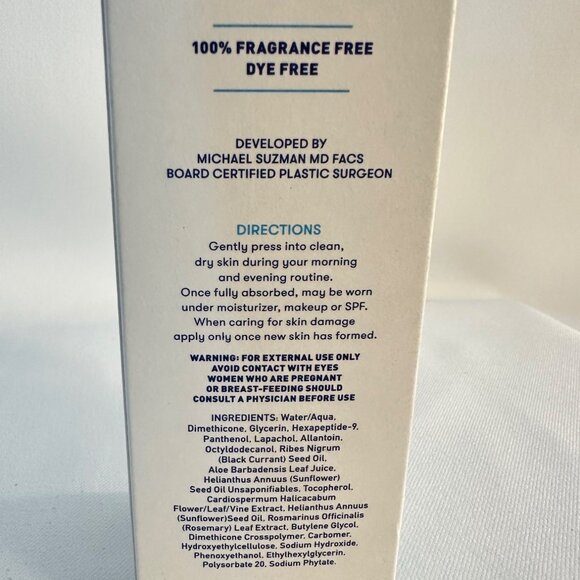 100% FRAGRANCE FREE
DYE FREE
DEVELOPED BY
MICHAEL SUZMAN MD FACS
BOARD CERTIFIED PLASTIC SURGEON
DIRECTIONS
Gently press into clean,
dry skin during your morning
and evening routine.
Once fully absorbed, may be worn
under moisturizer, makeup or SPF.
When caring for skin damage
apply only once new skin has formed.
WARNING: FOR EXTERNAL USE ONLY
AVOID CONTACT WITH EYES
WOMEN WHO ARE PREGNANT
OR BREAST-FEEDING SHOULD
CONSULT A PHYSICIAN BEFORE USE
INGREDIENTS: Water/Aqua,
Dimethicone, Glycerin, Hexapeptide-9,
Panthenol, Lapachol, Allantoin,
Octyldodecanol, Ribes Nigrum
(Black Currant) Seed Oil,
Aloe Barbadensis Leaf Juice,
Helianthus Annuus (Sunflower)
Seed Oil Unsaponifiables, Tocopherol,
Cardiospermum Halicacabum
Flower/Leaf/Vine Extract, Helianthus Annuus
(Sunflower)Seed Oil, Rosmarinus Officinalis
(Rosemary) Leaf Extract, Butylene Glycol,
Dimethicone Crosspolymer, Carbomer,
Hydroxyethylcellulose, Sodium Hydroxide,
Phenoxyethanol, Ethylhexylglycerin,
Polysorbate 20, Sodium Phytate.